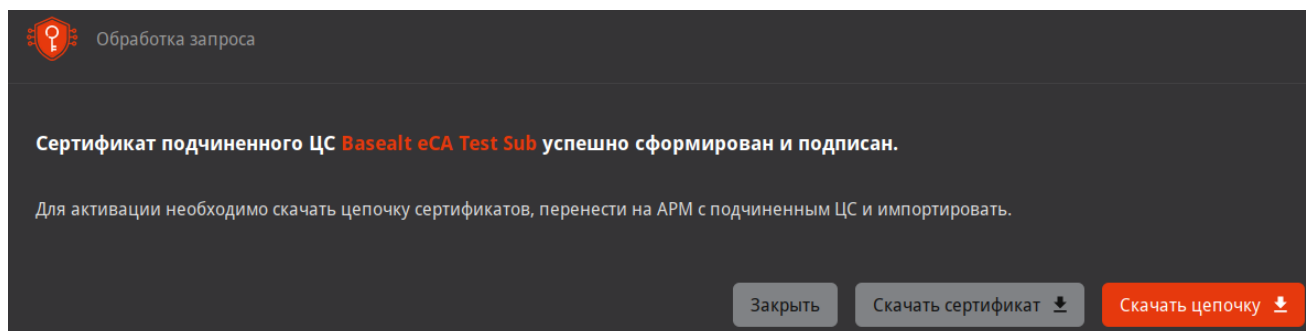 Обработка запроса
Сертификат подчиненного ЦС Basealt eCA Test Sub успешно сформирован и подписан.
Для активации необходимо скачать цепочку сертификатов, перенести на АРМ с подчиненным ЦС и импортировать.
Закрыть Скачать сертификат Скачать цепочку